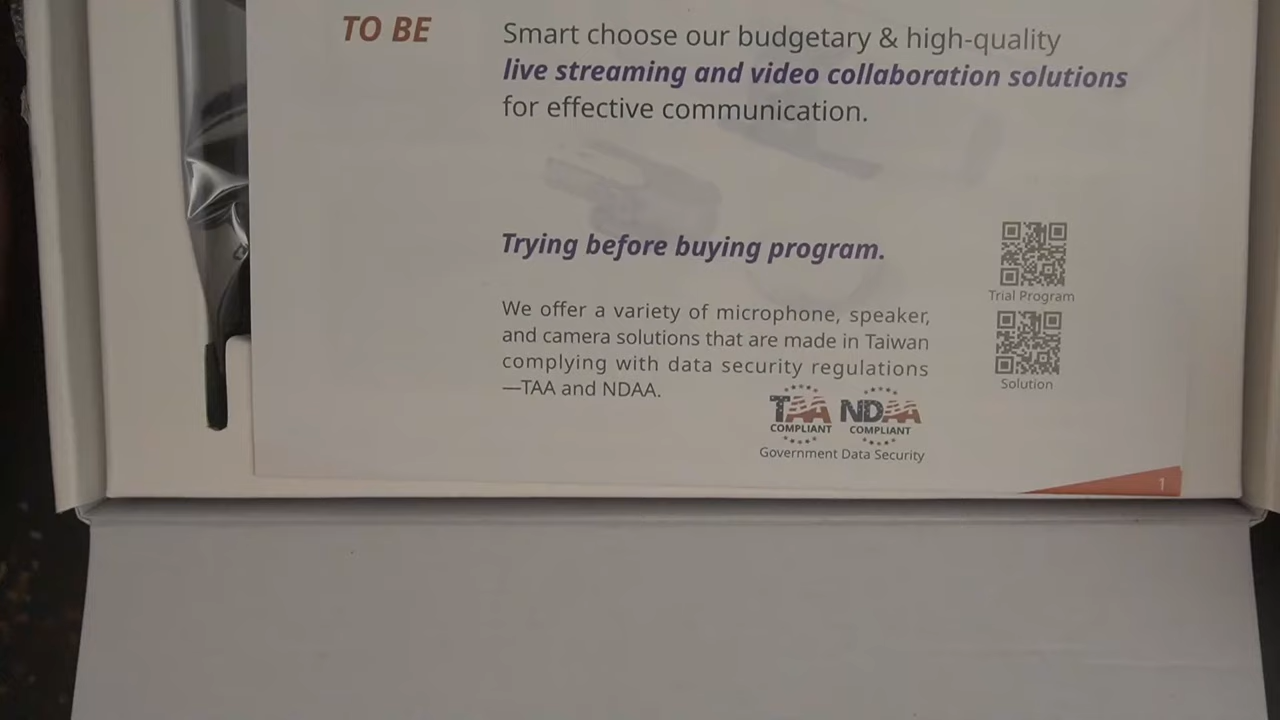 TO BE
Smart choose our budgetary & high-quality
live streaming and video collaboration solutions
for effective communication.
Trying before buying program.
Trial Program
We offer a variety of microphone, speaker,
and camera solutions that are made in Taiwan
complying with data security regulations
—TAA and NDAA.
Solution
TAA
COMPLIANT
NDAA
COMPLIANT
Government Data Security
1